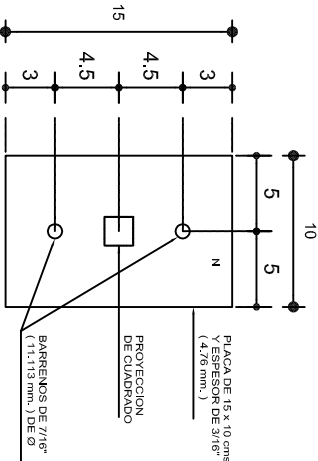 15
3
4.5
4.5
3
10
5
5
N
PLACA DE 15 x 10 cms
Y ESPESOR DE 3/16"
( 4.76 mm. )
PROYECCION
DE CUADRADO
BARRENOS DE 7/16"
( 11.113 mm. ) DE Ø